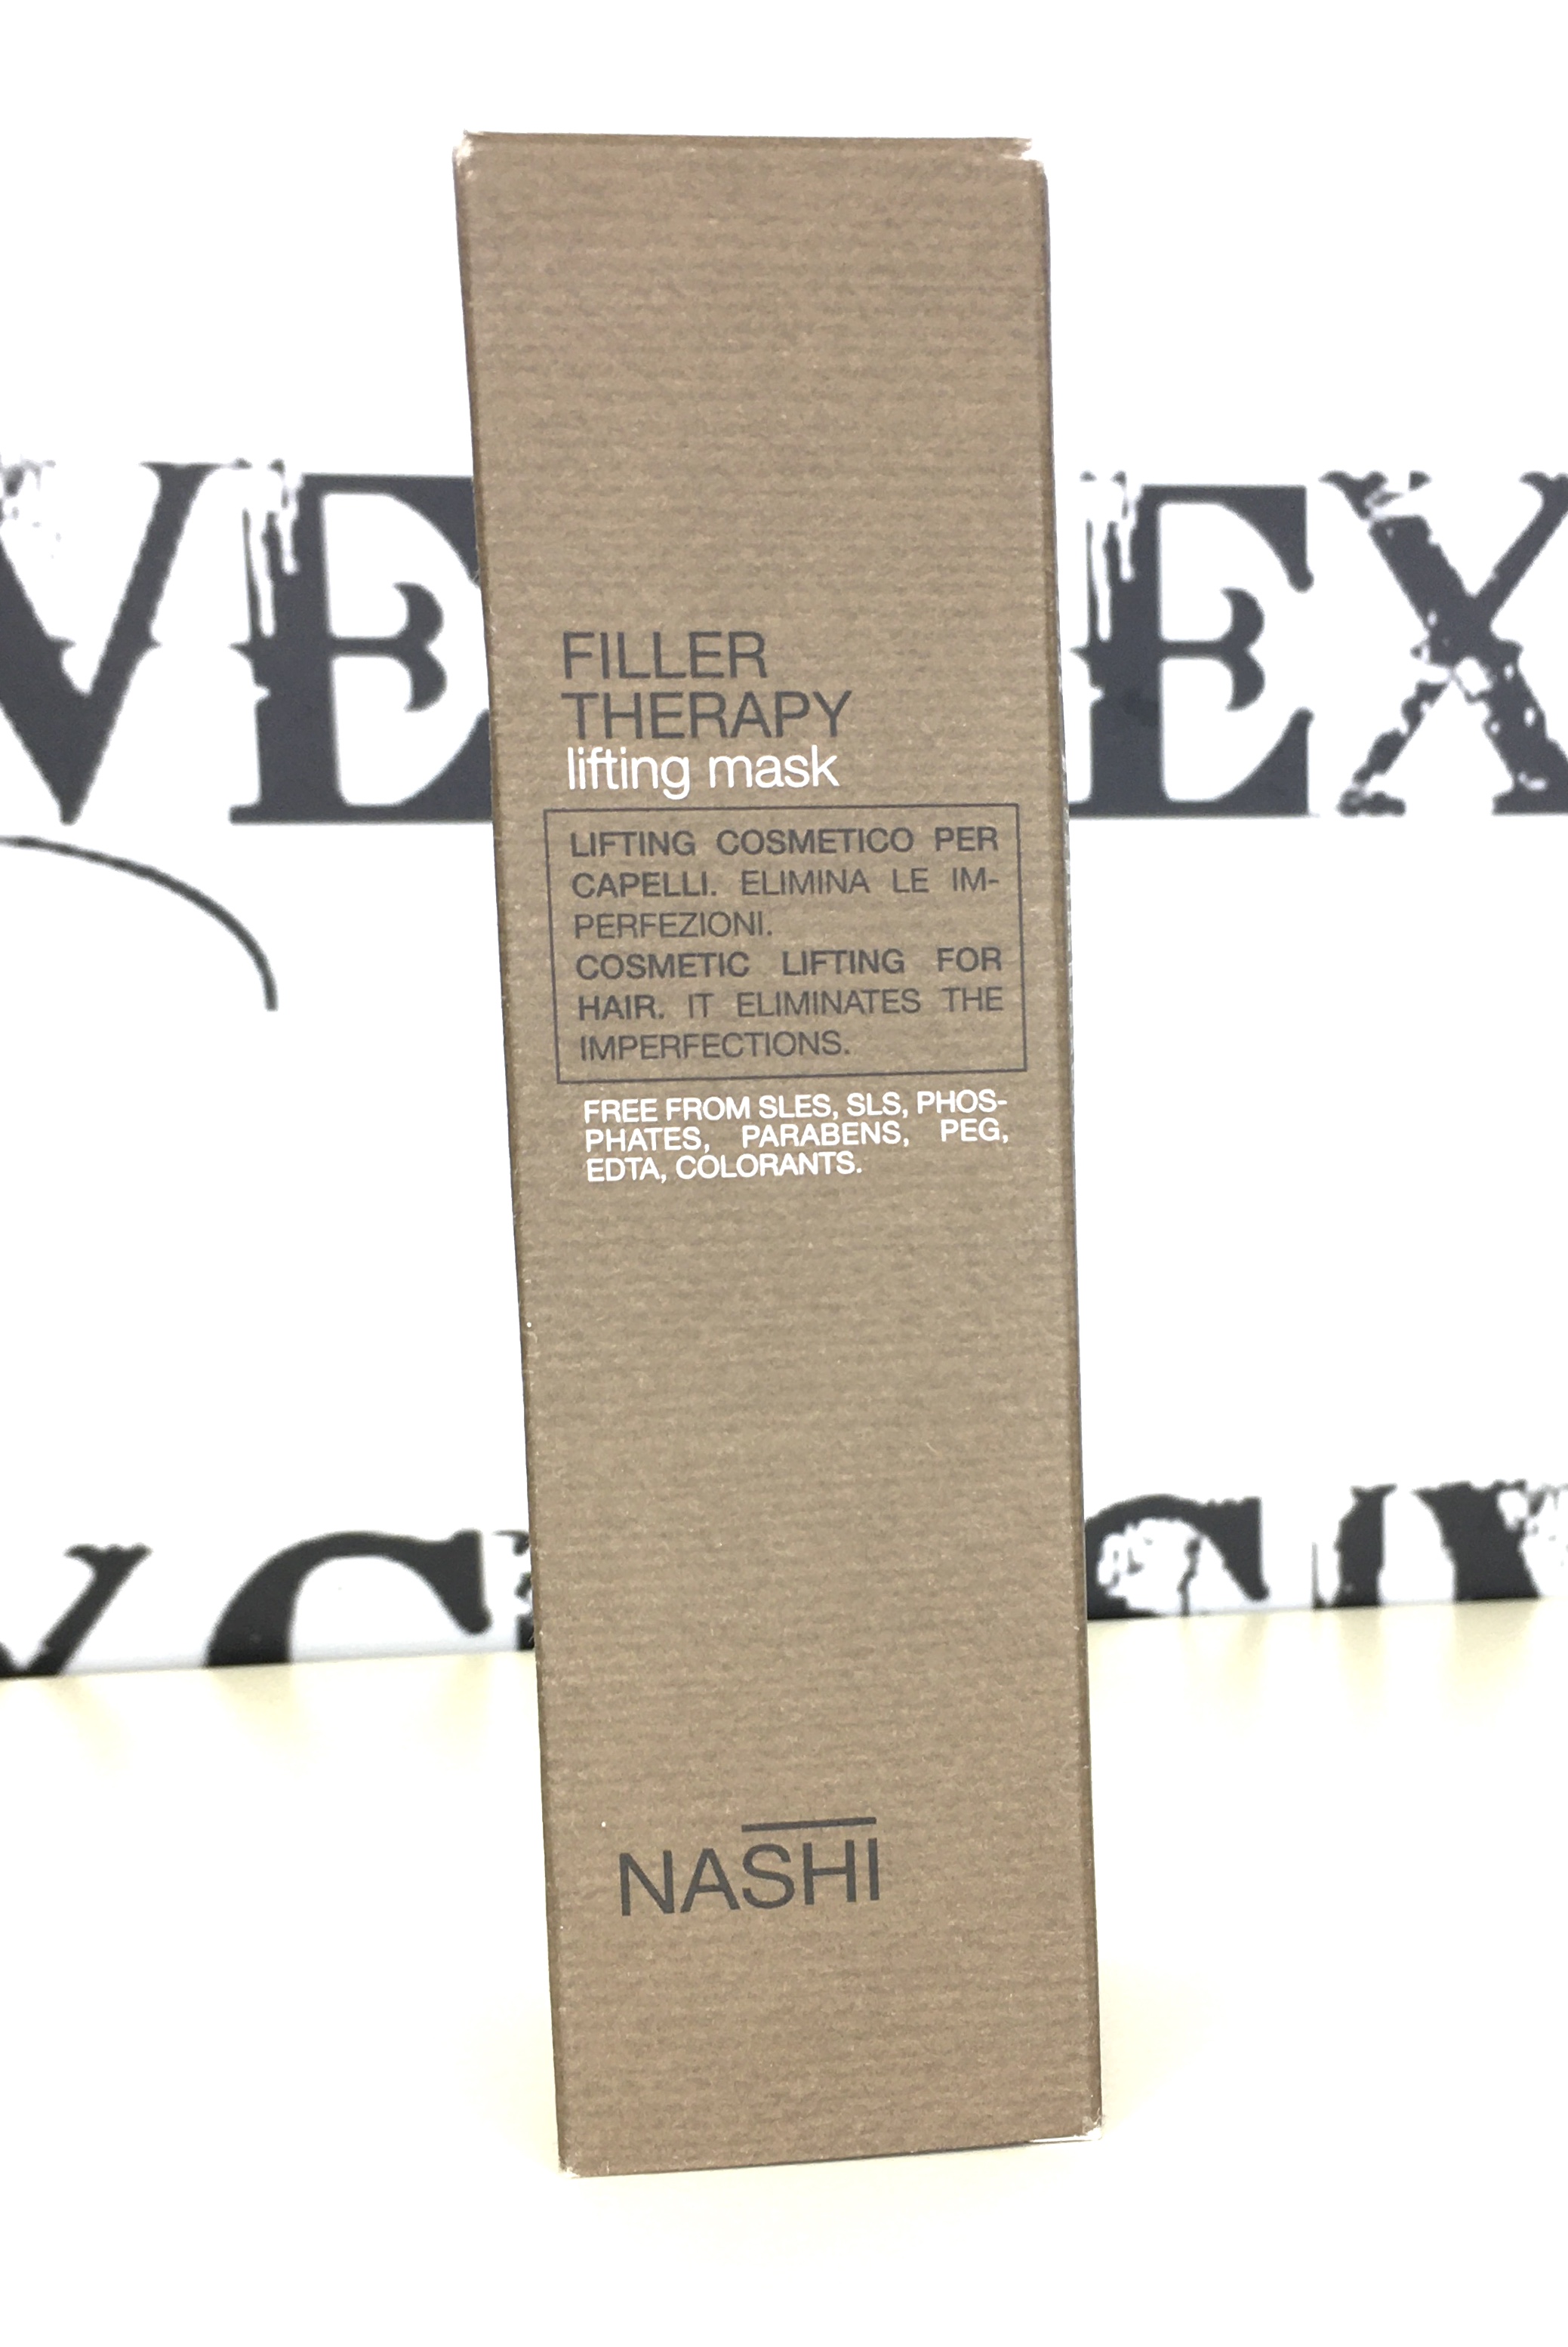 FILLER
THERAPY
lifting mask
LIFTING COSMETICO PER
CAPELLI. ELIMINA LE IM-
PERFEZIONI.
COSMETIC LIFTING FOR
HAIR. IT ELIMINATES THE
IMPERFECTIONS.
FREE FROM SLES, SLS, PHOS-
PHATES, PARABENS, PEG,
EDTA, COLORANTS.
NASHI